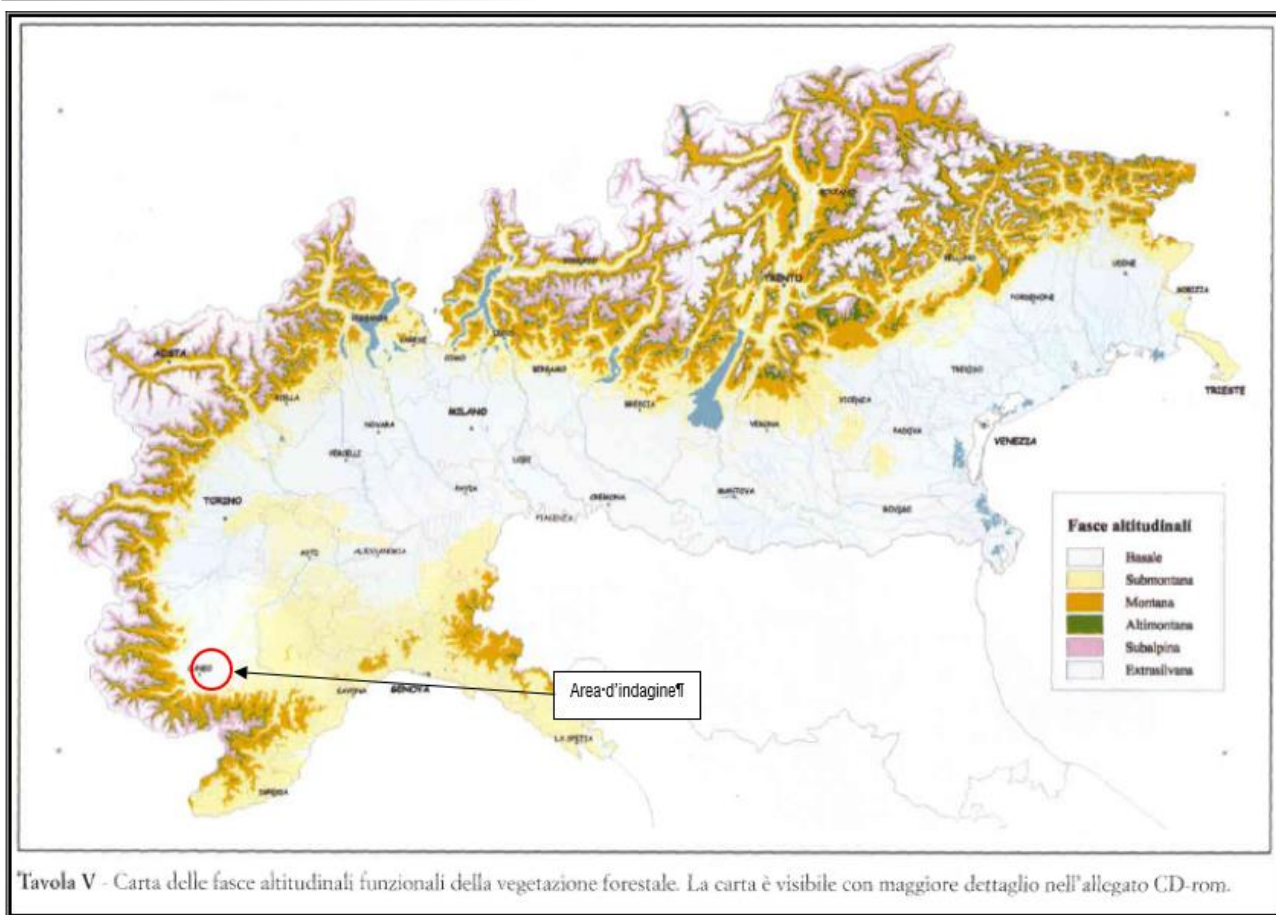 BOLZANO
TRENTO
BELLUNO
UDINE
PORDENONE
GORIZIA
TRIESTE
AOSTA
VERBANIA
VARESE
COMO
LECCO
SONDRIO
BERGAMO
BRESCIA
BIELLA
NOVARA
MILANO
VERCELLI
LODI
PAVIA
CREMONA
PIACENZA
MANTOVA
VERONA
VICENZA
TREVISO
PADOVA
VENEZIA
ROVIGO
TORINO
ASTI
ALESSANDRIA
CUNEO
SAVONA
GENOVA
LA SPEZIA
IMPERIA
Area·d'indagine¶
Fasce altitudinali
Basale
Submontana
Montana
Altimontana
Subalpina
Extrasilvana
Tavola V - Carta delle fasce altitudinali funzionali della vegetazione forestale. La carta è visibile con maggiore dettaglio nell'allegato CD-rom.